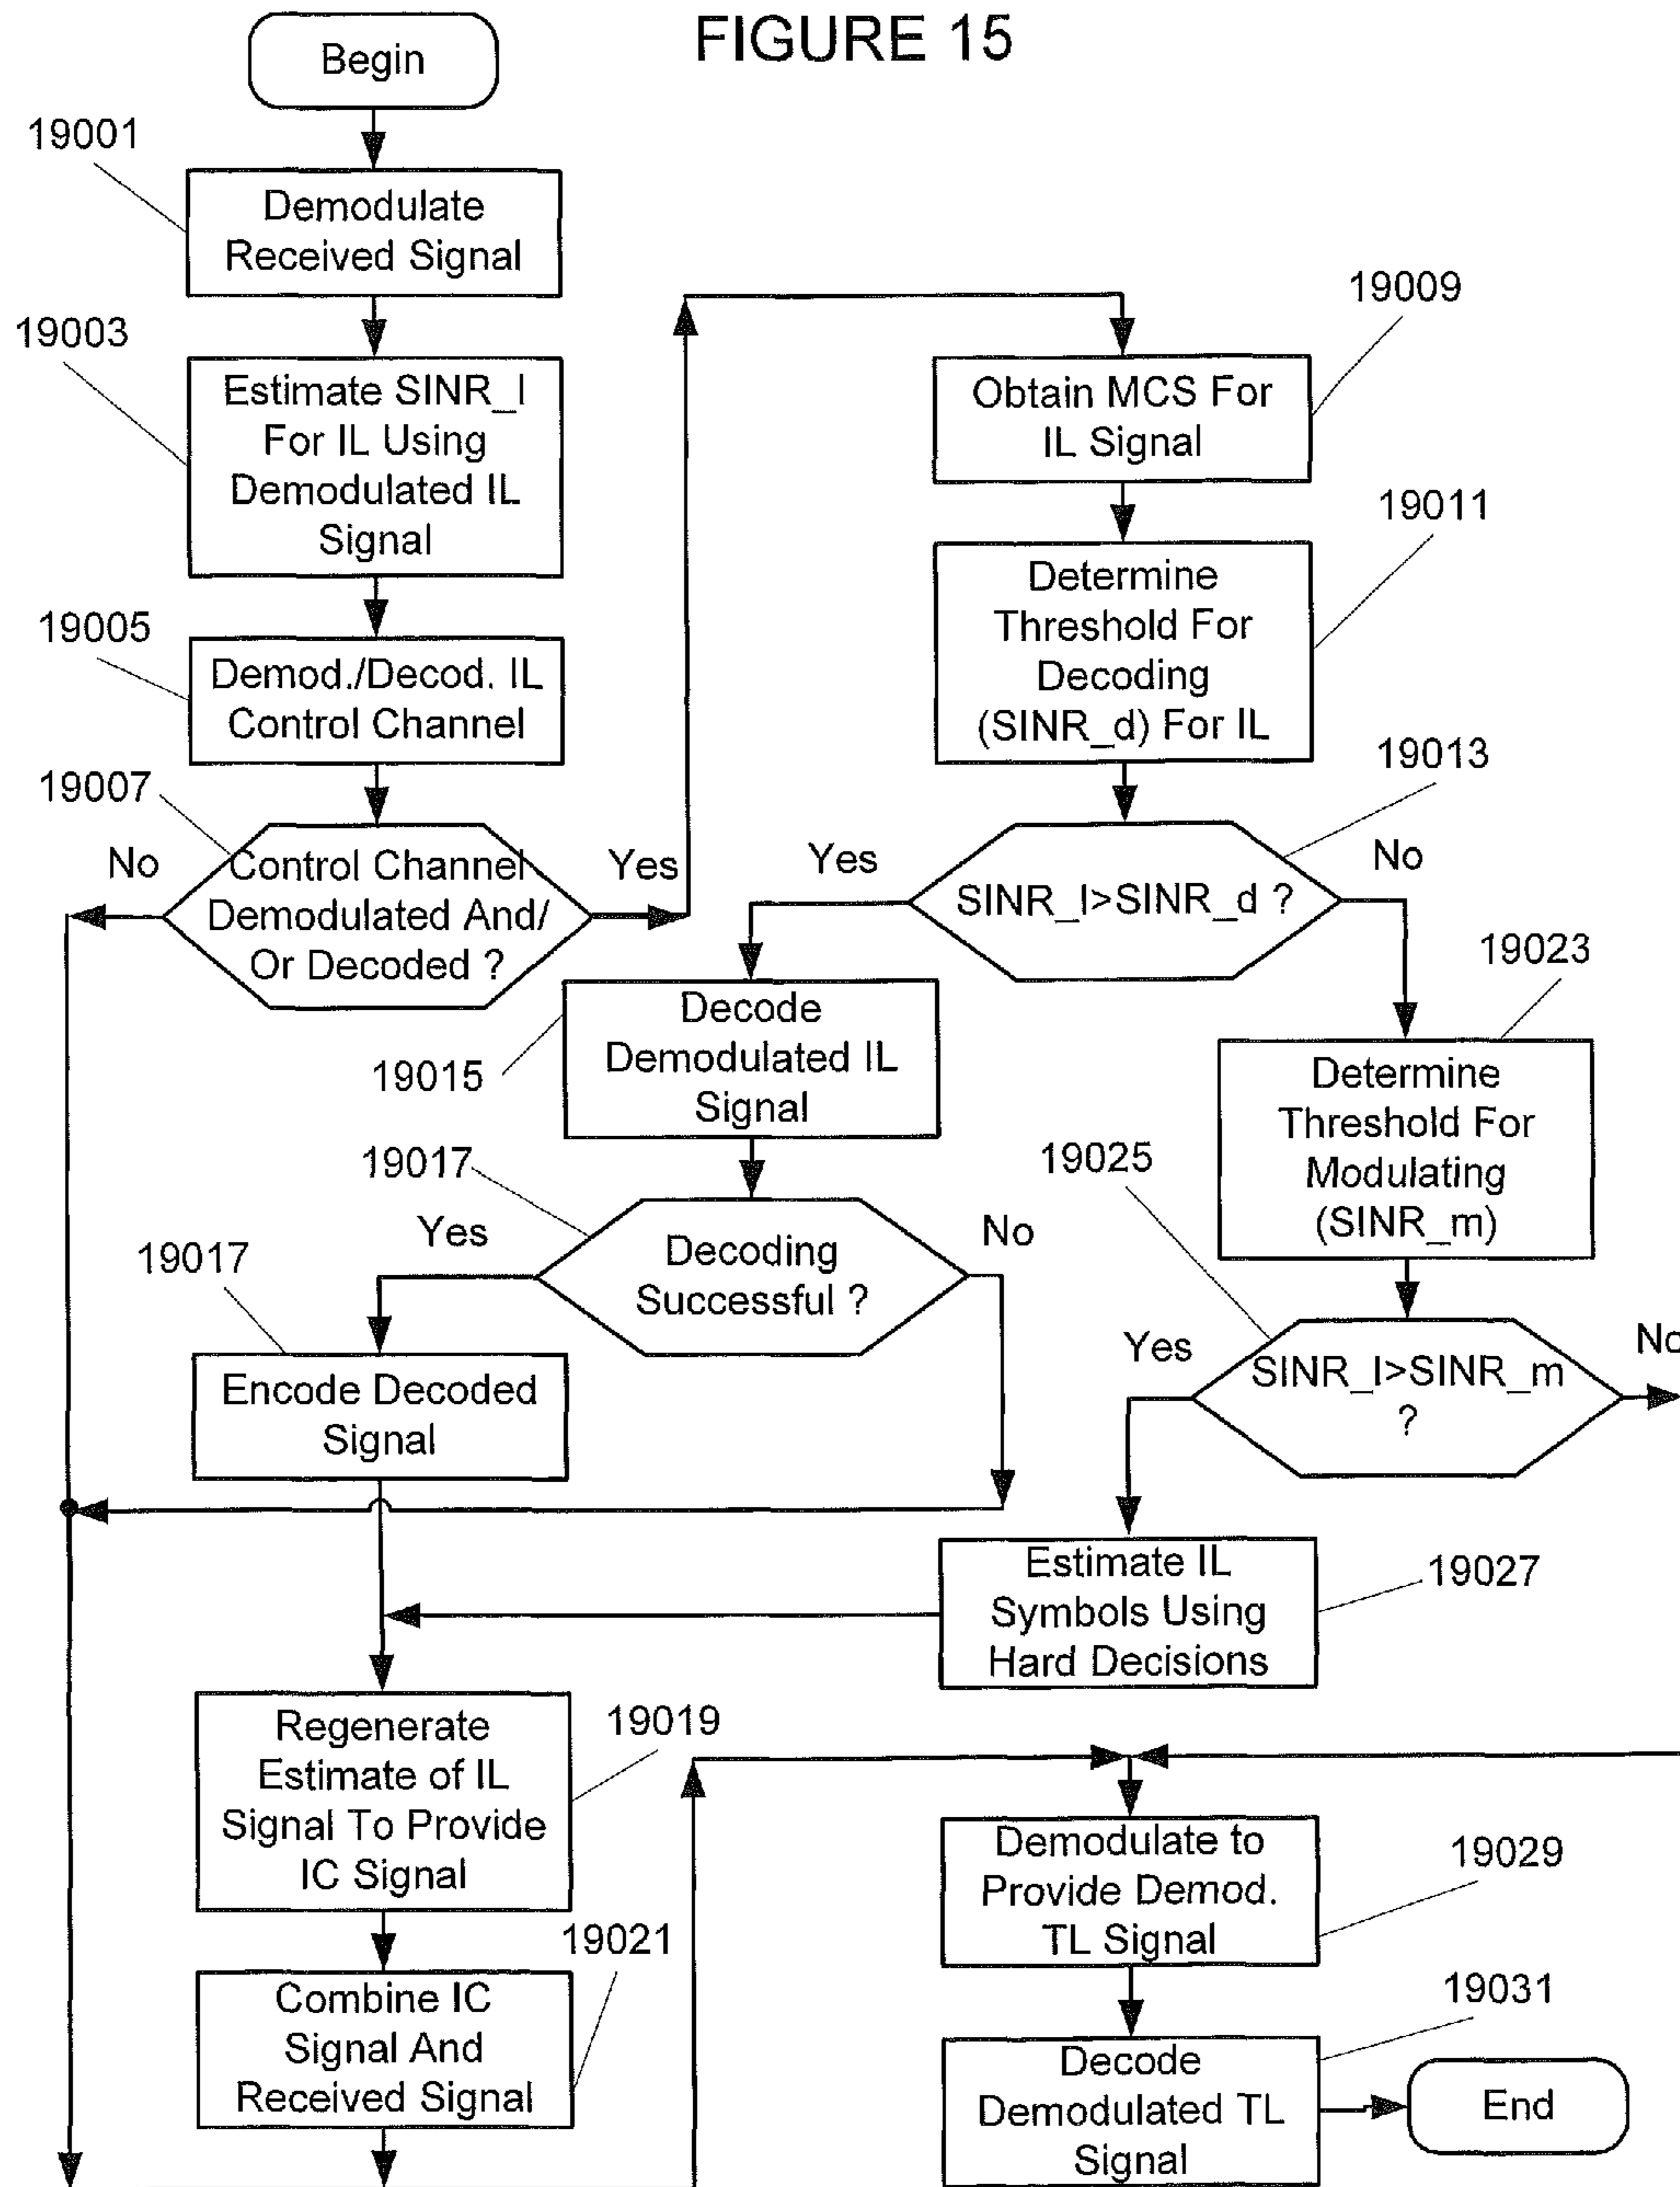 FIGURE 15
Begin
19001
Demodulate
Received Signal
19003
Estimate SINR_I
For IL Using
Demodulated IL
Signal
19005
Demod./Decod. IL
Control Channel
19007
No
Control Channel
Demodulated And/
Or Decoded ?
Yes
19009
Obtain MCS For
IL Signal
19011
Determine
Threshold For
Decoding
(SINR_d) For IL
19013
Yes
SINR_I>SINR_d ?
No
19015
Decode
Demodulated IL
Signal
19017
Yes
Decoding
Successful ?
No
19017
Encode Decoded
Signal
19023
Determine
Threshold For
Modulating
(SINR_m)
19025
Yes
SINR_I>SINR_m
?
No
Estimate IL
Symbols Using
Hard Decisions
19027
Regenerate
Estimate of IL
Signal To Provide
IC Signal
19019
Combine IC
Signal And
Received Signal
19021
Demodulate to
Provide Demod.
TL Signal
19029
Decode
Demodulated TL
Signal
19031
End